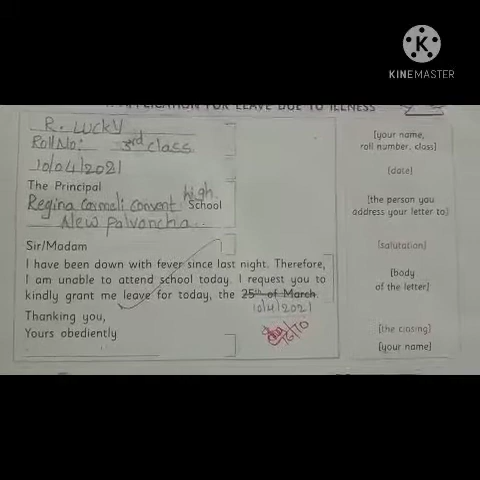 KINEMASTER
APPLICATION FOR LEAVE DUE TO ILLNESS
R. Lucky
Roll No: 3rd class
10/04/2021
The Principal
Regina Carmeli convent high School
New Palvoncha
Sir/Madam
I have been down with fever since last night. Therefore,
I am unable to attend school today. I request you to
kindly grant me leave for today, the 25th of March
10/4/2021
Thanking you,
Yours obediently
[your name,
roll number, class]
[date]
[the person you
address your letter to]
[salutation]
[body
of the letter]
[the closing]
[your name]